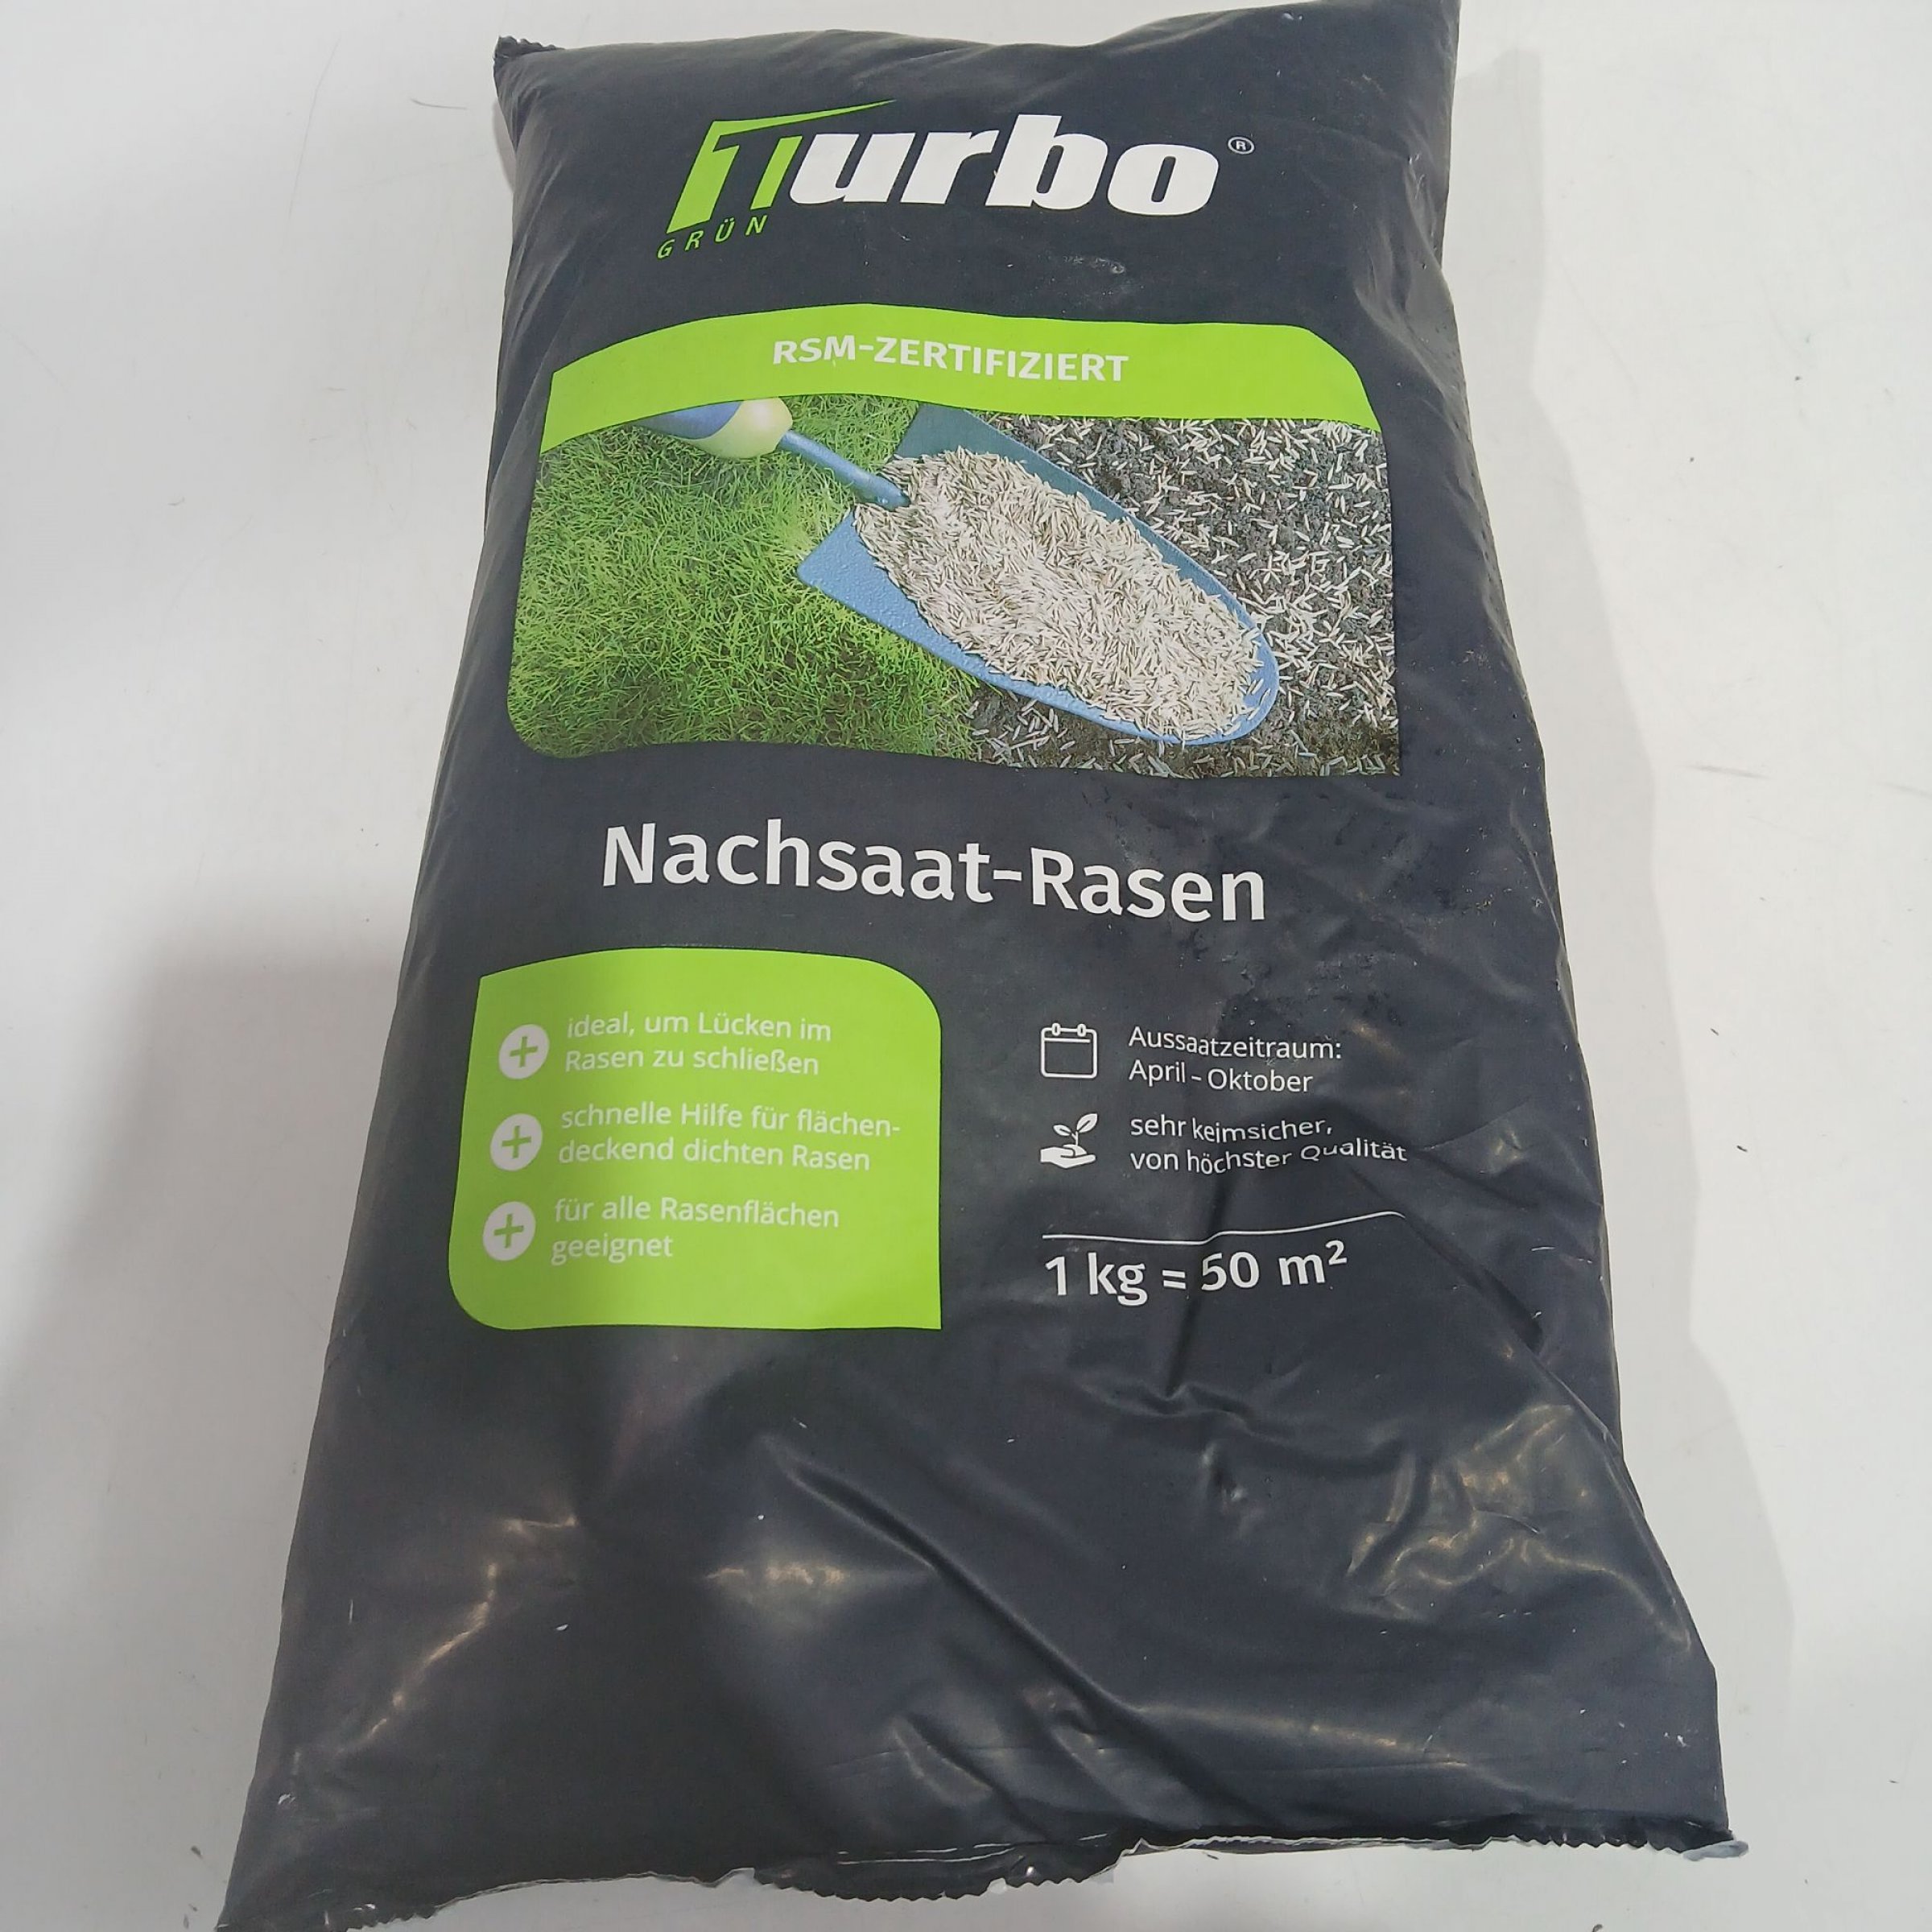 Turbo®
GRÜN
RSM-ZERTIFIZIERT
Nachsaat-Rasen
ideal, um Lücken im
Rasen zu schließen
schnelle Hilfe für flächen-
deckend dichten Rasen
für alle Rasenflächen
geeignet
Aussaatzeitraum:
April – Oktober
sehr keimsicher,
von höchster Qualität
1 kg = 50 m²